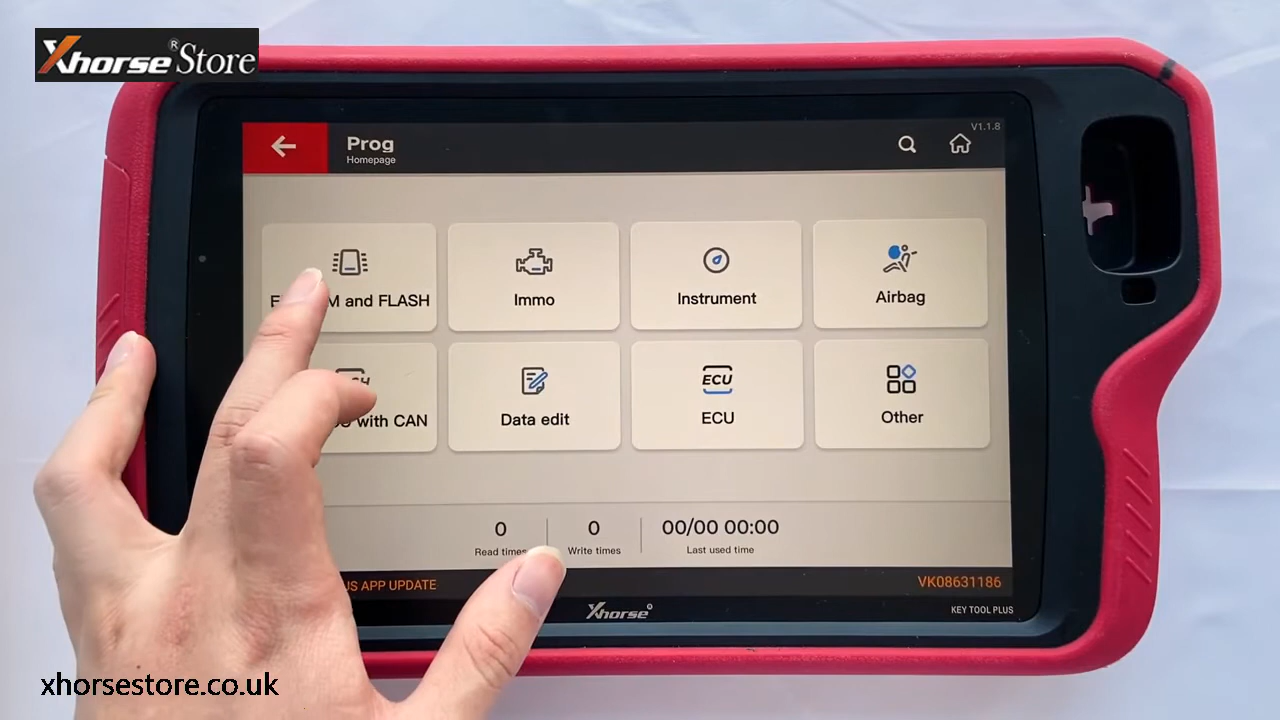 Xhorse® Store
V1.1.8
Prog
Homepage
and FLASH
Immo
Instrument
Airbag
with CAN
Data edit
ECU
ECU
Other
0
0
00/00 00:00
Read times
Write times
Last used time
APP UPDATE
VK08631186
Xhorse
KEY TOOL PLUS
xhorsestore.co.uk